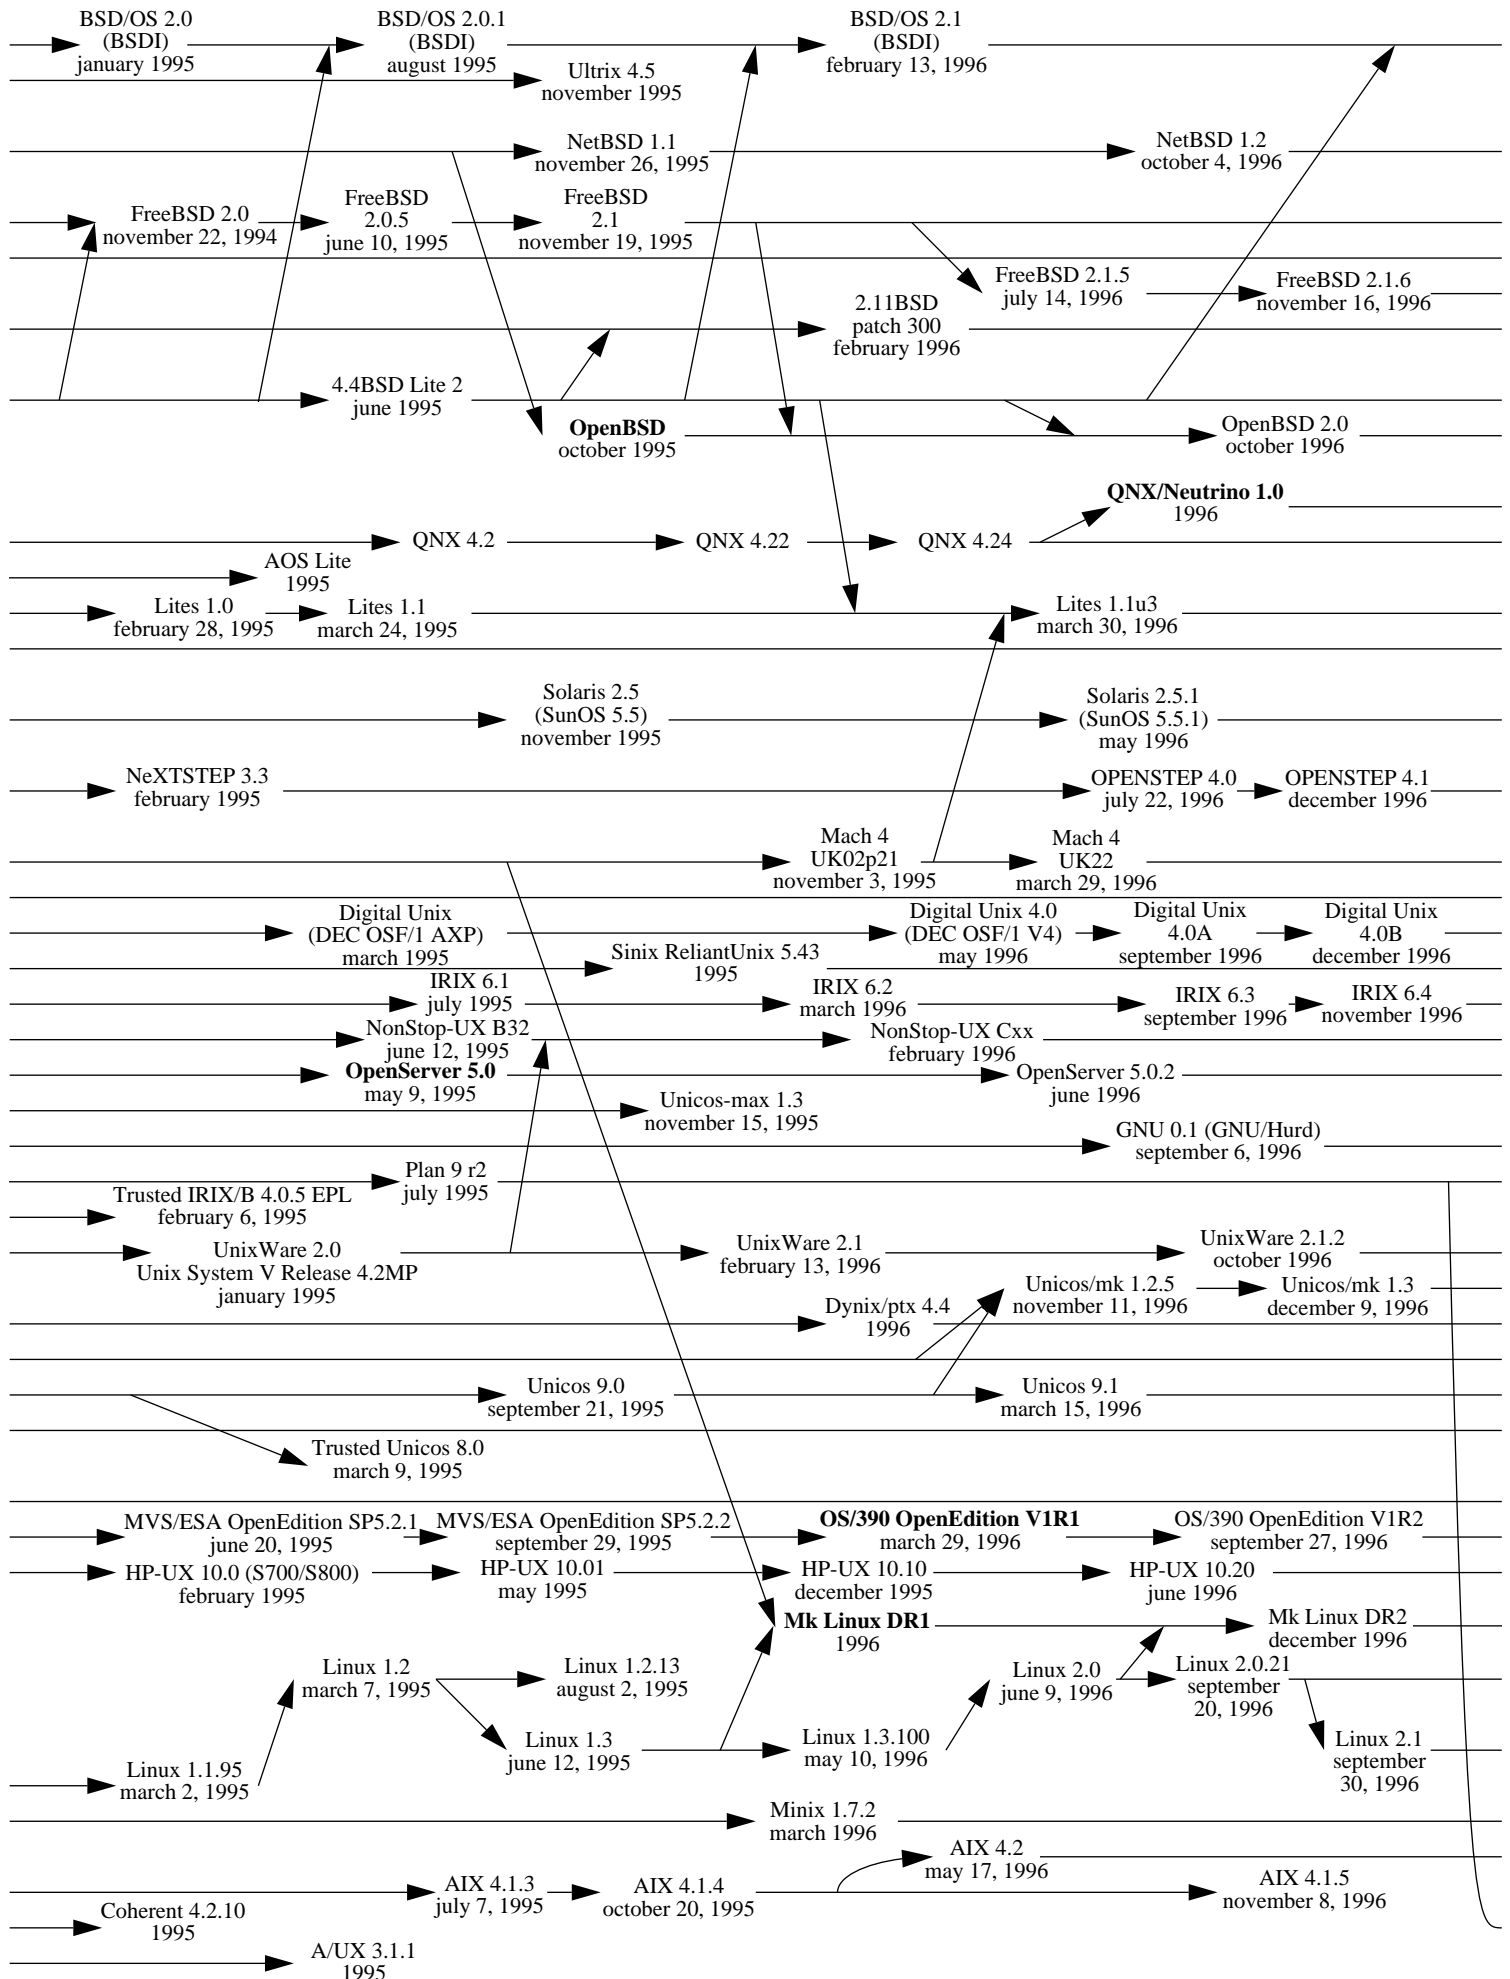 BSD/OS 2.0
(BSDI)
january 1995
BSD/OS 2.0.1
(BSDI)
august 1995
BSD/OS 2.1
(BSDI)
february 13, 1996
Ultrix 4.5
november 1995
NetBSD 1.1
november 26, 1995
NetBSD 1.2
october 4, 1996
FreeBSD 2.0
november 22, 1994
FreeBSD
2.0.5
june 10, 1995
FreeBSD
2.1
november 19, 1995
FreeBSD 2.1.5
july 14, 1996
FreeBSD 2.1.6
november 16, 1996
2.11BSD
patch 300
february 1996
4.4BSD Lite 2
june 1995
OpenBSD
october 1995
OpenBSD 2.0
october 1996
QNX/Neutrino 1.0
1996
QNX 4.2
QNX 4.22
QNX 4.24
AOS Lite
1995
Lites 1.0
february 28, 1995
Lites 1.1
march 24, 1995
Lites 1.1u3
march 30, 1996
Solaris 2.5
(SunOS 5.5)
november 1995
Solaris 2.5.1
(SunOS 5.5.1)
may 1996
NeXTSTEP 3.3
february 1995
OPENSTEP 4.0
july 22, 1996
OPENSTEP 4.1
december 1996
Mach 4
UK02p21
november 3, 1995
Mach 4
UK22
march 29, 1996
Digital Unix
(DEC OSF/1 AXP)
march 1995
Digital Unix 4.0
(DEC OSF/1 V4)
may 1996
Digital Unix
4.0A
september 1996
Digital Unix
4.0B
december 1996
Sinix ReliantUnix 5.43
1995
IRIX 6.1
july 1995
IRIX 6.2
march 1996
IRIX 6.3
september 1996
IRIX 6.4
november 1996
NonStop-UX B32
june 12, 1995
NonStop-UX Cxx
february 1996
OpenServer 5.0
may 9, 1995
OpenServer 5.0.2
june 1996
Unicos-max 1.3
november 15, 1995
GNU 0.1 (GNU/Hurd)
september 6, 1996
Plan 9 r2
july 1995
Trusted IRIX/B 4.0.5 EPL
february 6, 1995
UnixWare 2.0
Unix System V Release 4.2MP
january 1995
UnixWare 2.1
february 13, 1996
UnixWare 2.1.2
october 1996
Unicos/mk 1.2.5
november 11, 1996
Unicos/mk 1.3
december 9, 1996
Dynix/ptx 4.4
1996
Unicos 9.0
september 21, 1995
Unicos 9.1
march 15, 1996
Trusted Unicos 8.0
march 9, 1995
MVS/ESA OpenEdition SP5.2.1
june 20, 1995
MVS/ESA OpenEdition SP5.2.2
september 29, 1995
OS/390 OpenEdition V1R1
march 29, 1996
OS/390 OpenEdition V1R2
september 27, 1996
HP-UX 10.0 (S700/S800)
february 1995
HP-UX 10.01
may 1995
HP-UX 10.10
december 1995
HP-UX 10.20
june 1996
Mk Linux DR1
1996
Mk Linux DR2
december 1996
Linux 1.2
march 7, 1995
Linux 1.2.13
august 2, 1995
Linux 2.0
june 9, 1996
Linux 2.0.21
september
20, 1996
Linux 1.3
june 12, 1995
Linux 1.3.100
may 10, 1996
Linux 2.1
september
30, 1996
Linux 1.1.95
march 2, 1995
Minix 1.7.2
march 1996
AIX 4.2
may 17, 1996
AIX 4.1.3
july 7, 1995
AIX 4.1.4
october 20, 1995
AIX 4.1.5
november 8, 1996
Coherent 4.2.10
1995
A/UX 3.1.1
1995